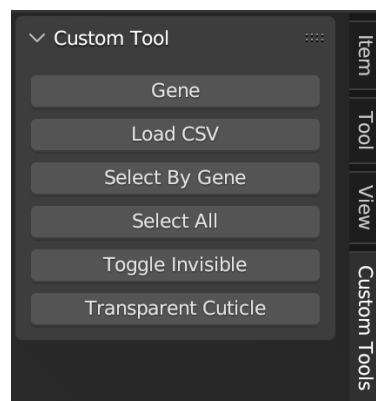 Custom Tool
Gene
Load CSV
Select By Gene
Select All
Toggle Invisible
Transparent Cuticle
Item
Tool
View
Custom Tools